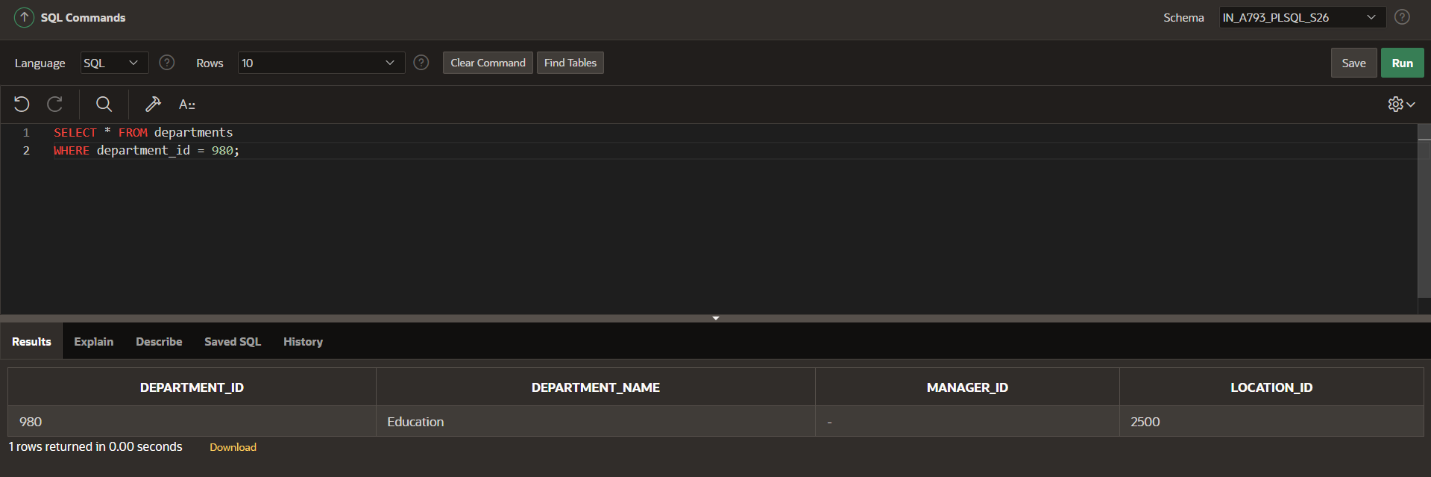 SQL Commands
Schema IN_A793_PLSQL_S26
Language SQL Rows 10 Clear Command Find Tables Save Run
1 SELECT * FROM departments
2 WHERE department_id = 980;
Results Explain Describe Saved SQL History
DEPARTMENT_ID DEPARTMENT_NAME MANAGER_ID LOCATION_ID
980 Education - 2500
1 rows returned in 0.00 seconds Download